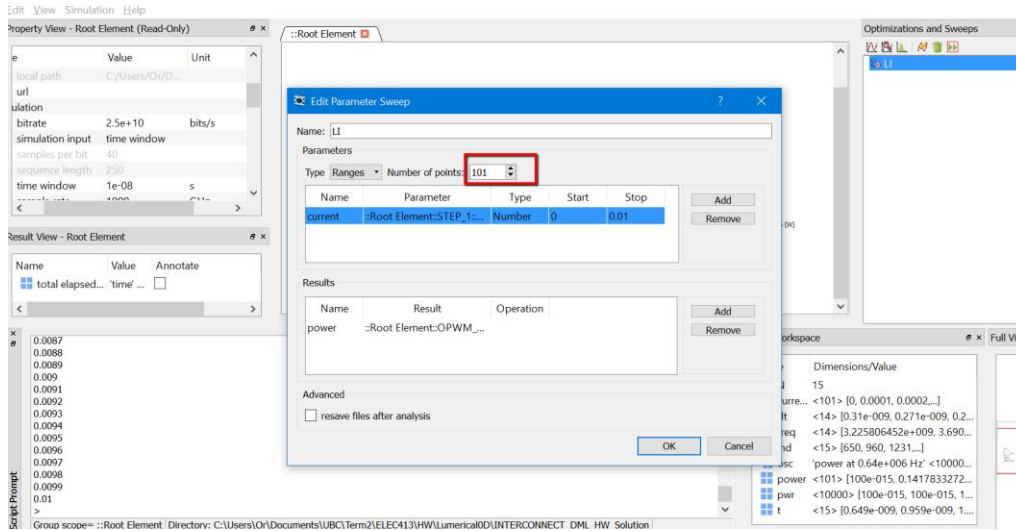 Edit View Simulation Help
Property View - Root Element (Read-Only)
e Value Unit
local path C:/Users/Or/D...
url
ulation
bitrate 2.5e+10 bits/s
simulation input time window
samples per bit 40
sequence length 250
time window 1e-08 s
Result View - Root Element
Name Value Annotate
total elapsed... 'time' ...
::Root Element
Optimizations and Sweeps
LI
Edit Parameter Sweep
Name: LI
Parameters
Type Ranges Number of points: 101
Name Parameter Type Start Stop
current ::Root Element::STEP_1::... Number 0 0.01
Add
Remove
Results
Name Result Operation
power ::Root Element::OPWM_...
Add
Remove
Advanced
resave files after analysis
OK Cancel
(W)
0.0087
0.0088
0.0089
0.009
0.0091
0.0092
0.0093
0.0094
0.0095
0.0096
0.0097
0.0098
0.0099
0.01
>
Script Prompt
Group scope= ::Root Element Directory: C:\Users\Or\Documents\UBC\Term2\ELEC413\HW\Lumerical0D\INTERCONNECT_DML_HW_Solution
orkspace
Full Vi
Dimensions/Value
15
urre... <101> [0, 0.0001, 0.0002,...]
lt <14> [0.31e-009, 0.271e-009, 0.2...
req <14> [3.225806452e+009, 3.690...
nd <15> [650, 960, 1231,...]
osc 'power at 0.64e+006 Hz' <10000...
power <101> [100e-015, 0.1417833272...
pwr <10000> [100e-015, 100e-015, 1...
t <15> [0.649e-009, 0.959e-009, 1....